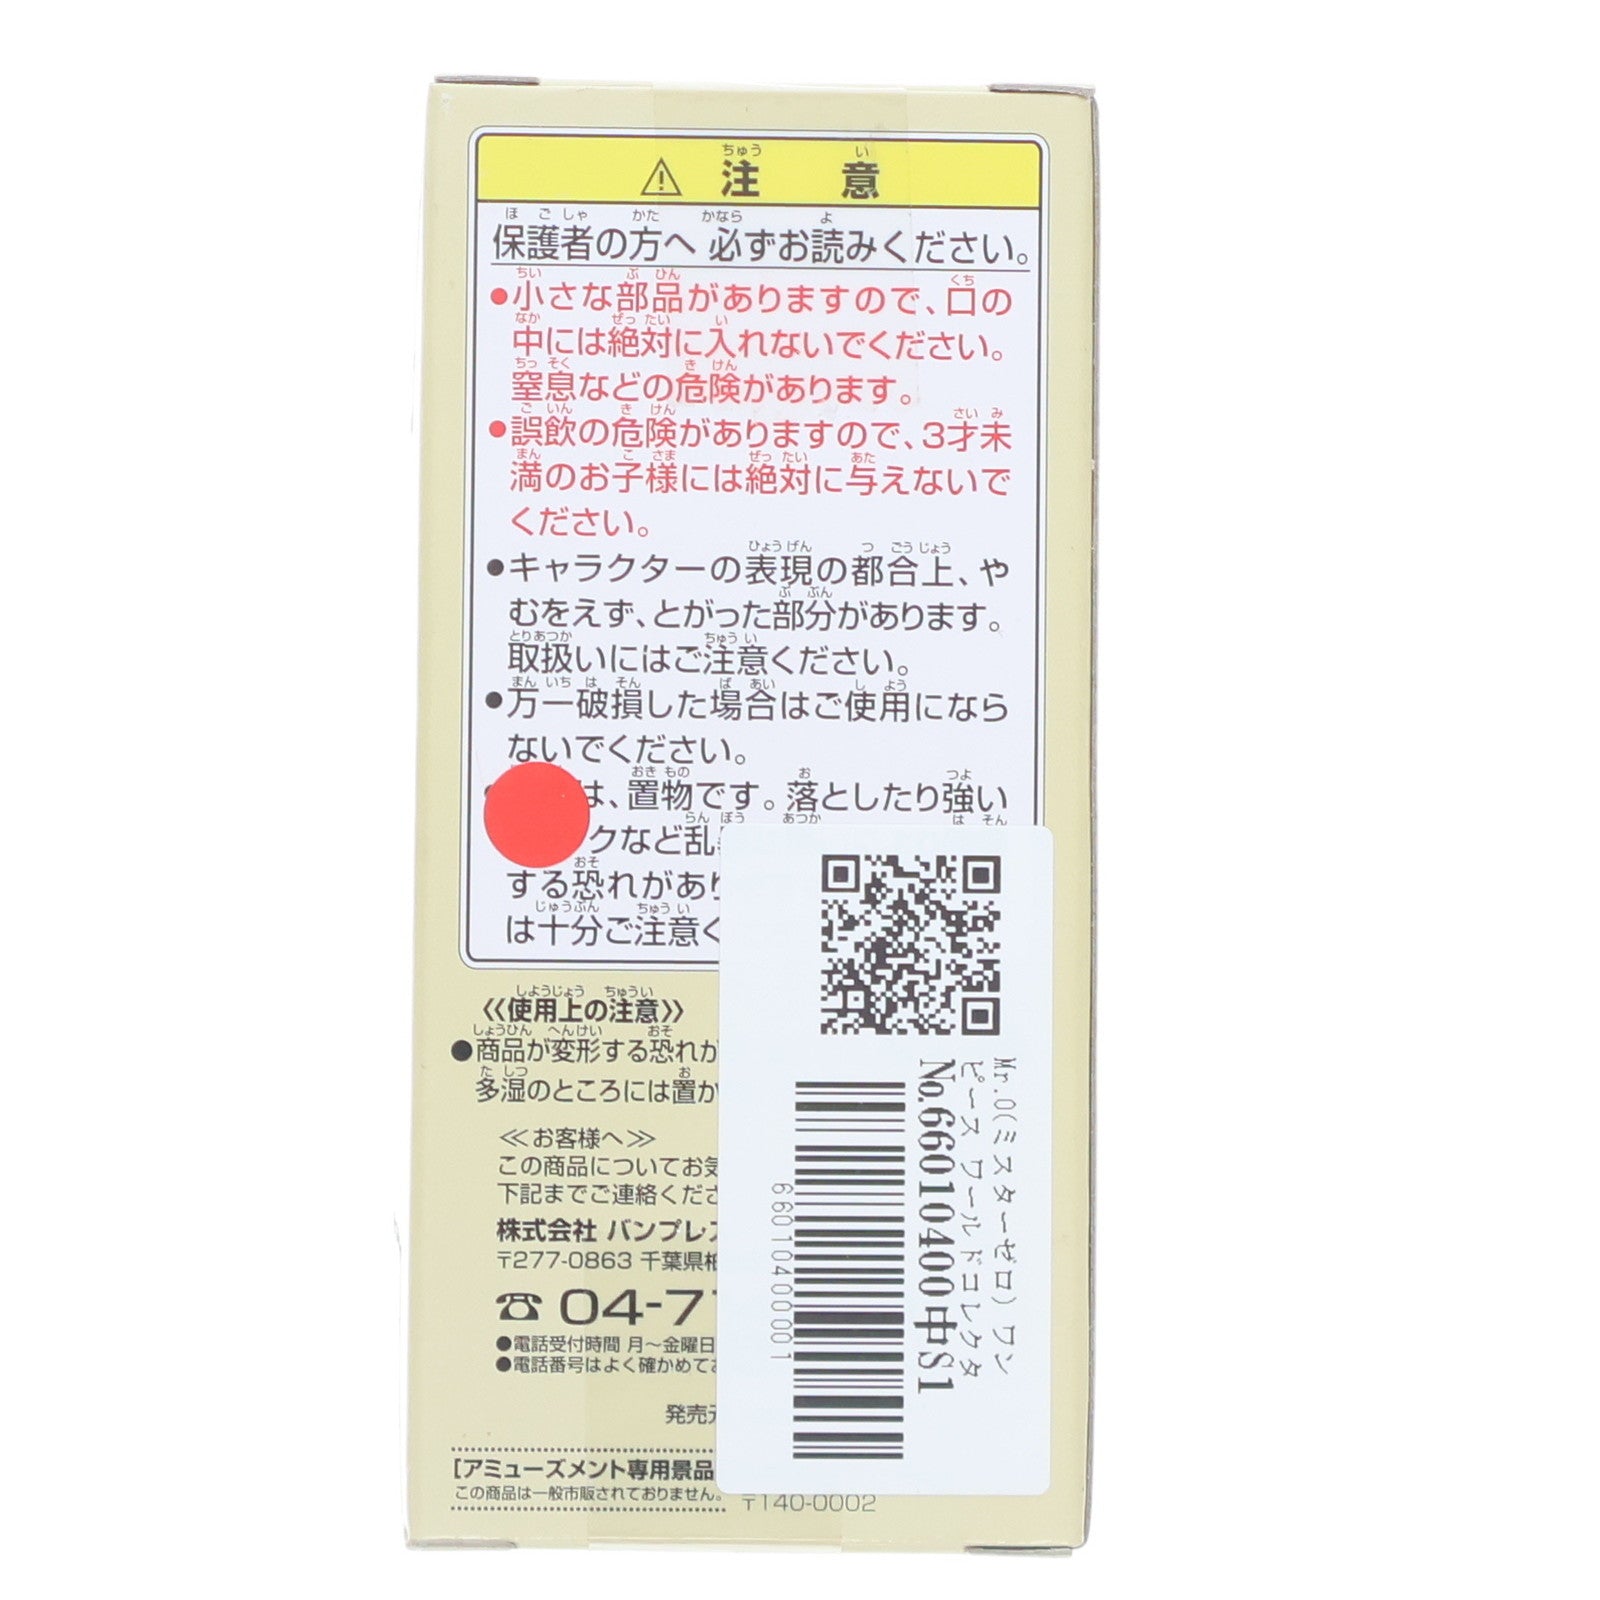 ⚠ 注意
保護者の方へ 必ずお読みください。
●小さな部品がありますので、口の
中には絶対に入れないでください。
窒息などの危険があります。
●誤飲の危険がありますので、3才未
満のお子様には絶対に与えないで
ください。
●キャラクターの表現の都合上、や
むをえず、とがった部分があります。
取扱いにはご注意ください。
●万一破損した場合はご使用になら
ないでください。
は、置物です。落としたり強い
クなど乱
する恐れがあり
は十分ご注意く
《使用上の注意》
●商品が変形する恐れが
多湿のところには置か
≪お客様へ≫
この商品についてお気
下記までご連絡くださ
株式会社 バンプレス
〒277-0863 千葉県柏
☎ 04-71
●電話受付時間 月～金曜日
●電話番号はよく確かめてお
発売元
[アミューズメント専用景品
この商品は一般市販されておりません。
〒140-0002
Mr.0(ミスターゼロ) ワン
ピース ワールドコレクタ
No.66010400中S1
660104000001